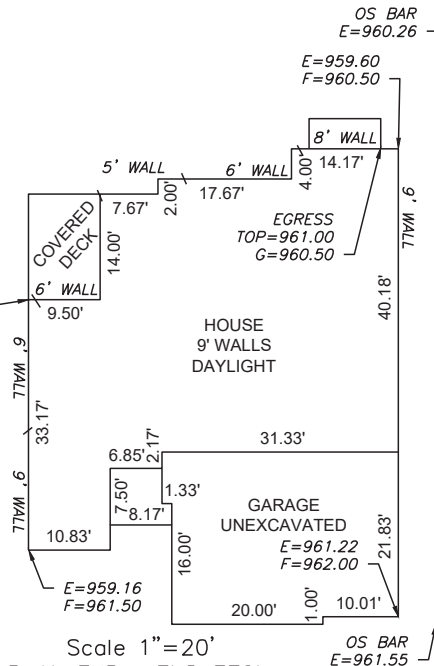 OS BAR
E=960.26
E=959.60
F=960.50
8' WALL
5' WALL
6' WALL
4.00'
14.17'
7.67'
2.00'
17.67'
9' WALL
COVERED
DECK
14.00'
EGRESS
TOP=961.00
G=960.50
6' WALL
9.50'
40.18'
HOUSE
9' WALLS
DAYLIGHT
6' WALL
33.17'
9' WALL
31.33'
6.85'
2.17'
7.50'
1.33'
8.17'
GARAGE
UNEXCAVATED
21.83'
10.83'
16.00'
E=961.22
F=962.00
E=959.16
F=961.50
20.00'
1.00'
10.01'
Scale 1"=20'
OS BAR
E=961.55